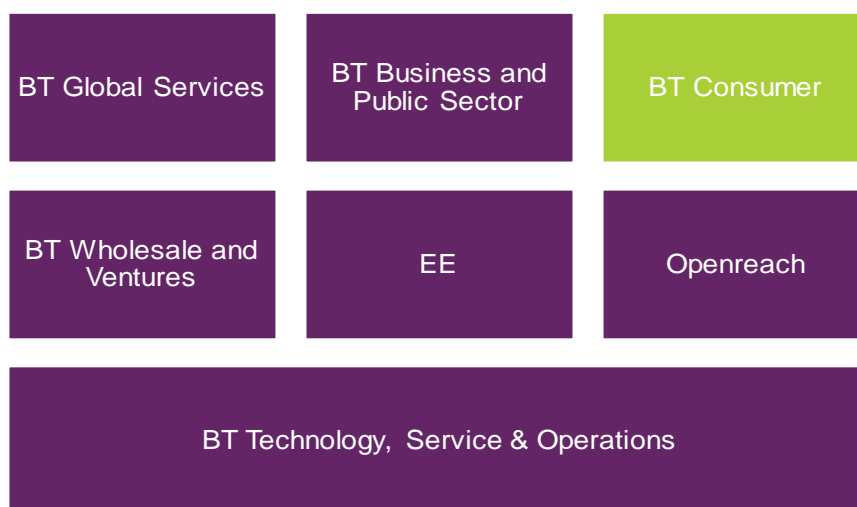 BT Global Services
BT Business and
Public Sector
BT Consumer
BT Wholesale and
Ventures
EE
Openreach
BT Technology, Service & Operations